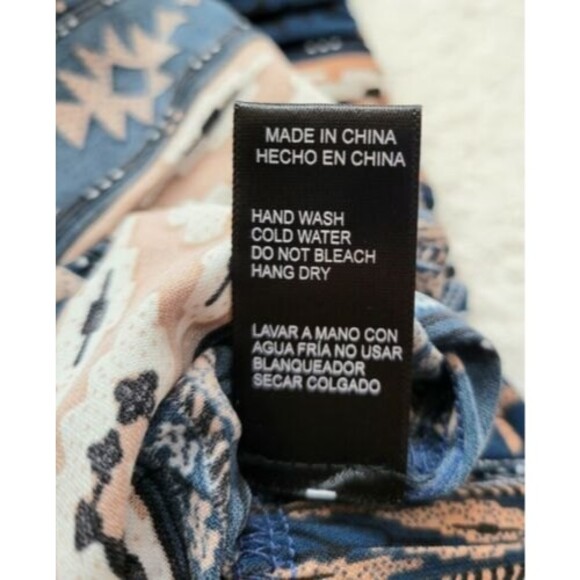 MADE IN CHINA
HECHO EN CHINA
HAND WASH
COLD WATER
DO NOT BLEACH
HANG DRY
LAVAR A MANO CON
AGUA FRÍA NO USAR
BLANQUEADOR
SECAR COLGADO